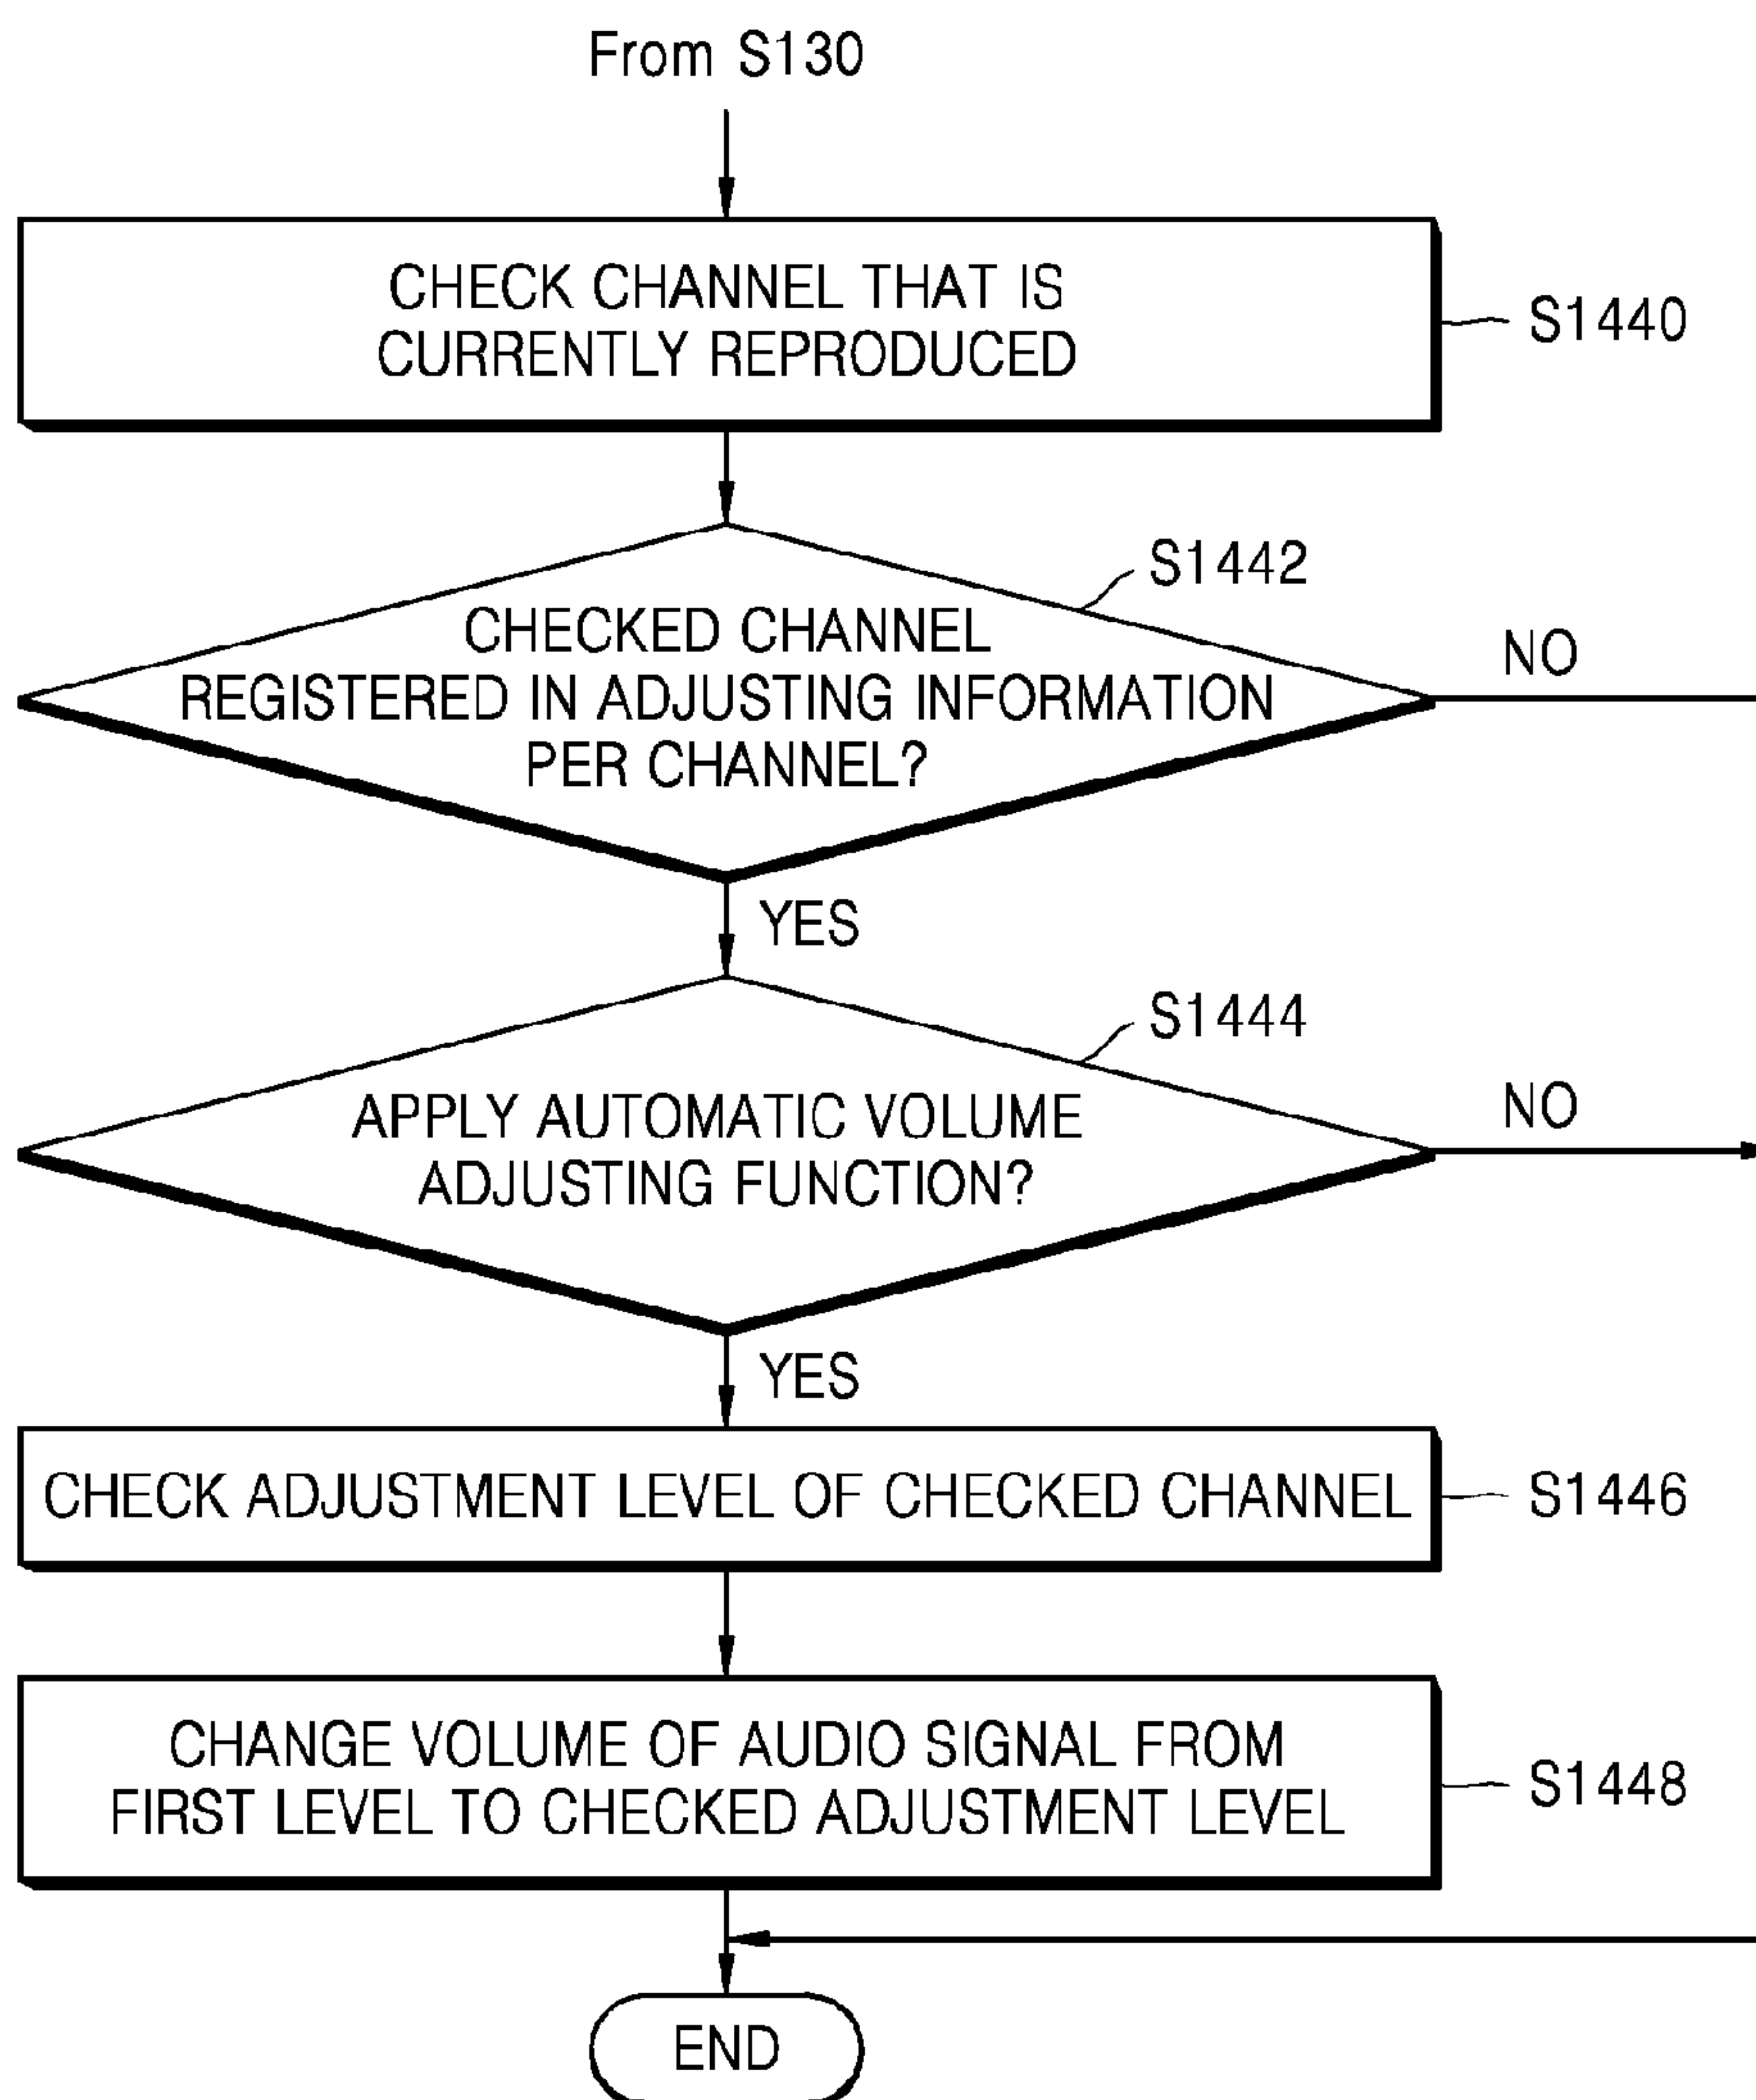 From S130
CHECK CHANNEL THAT IS
CURRENTLY REPRODUCED
S1440
S1442
CHECKED CHANNEL
REGISTERED IN ADJUSTING INFORMATION
PER CHANNEL?
NO
YES
S1444
APPLY AUTOMATIC VOLUME
ADJUSTING FUNCTION?
NO
YES
CHECK ADJUSTMENT LEVEL OF CHECKED CHANNEL
S1446
CHANGE VOLUME OF AUDIO SIGNAL FROM
FIRST LEVEL TO CHECKED ADJUSTMENT LEVEL
S1448
END